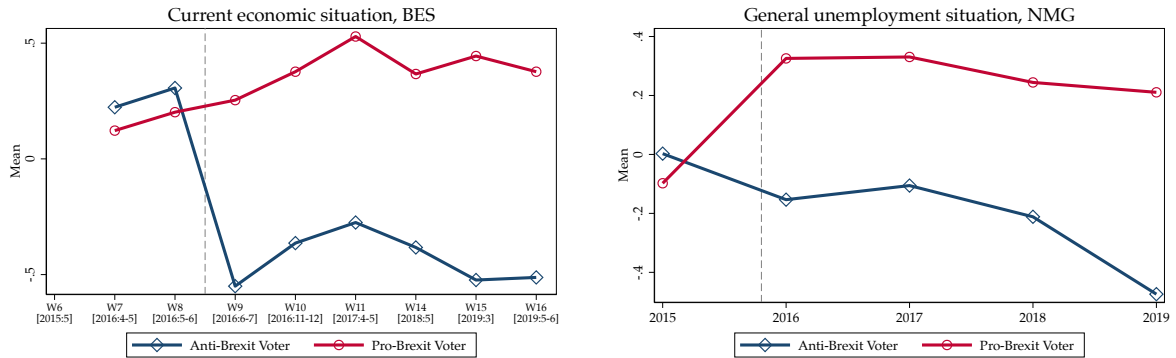 Current economic situation, BES
Mean
.5
0
-.5
W6 W7 W8 W9 W10 W11 W14 W15 W16
[2015:5] [2016:4-5] [2016:5-6] [2016:6-7] [2016:11-12] [2017:4-5] [2018:5] [2019:3] [2019:5-6]
Anti-Brexit Voter Pro-Brexit Voter
General unemployment situation, NMG
Mean
.4
.2
0
-.2
-.4
2015 2016 2017 2018 2019
Anti-Brexit Voter Pro-Brexit Voter